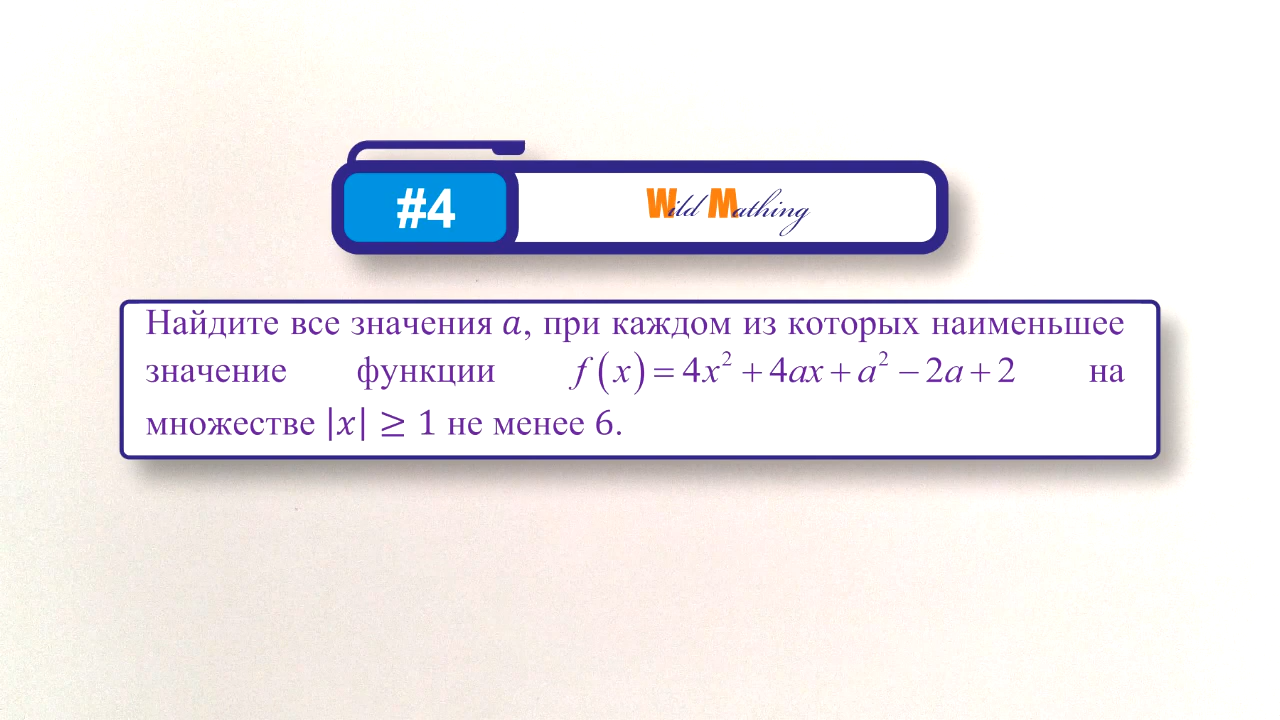 #4
Wild Mathing
Найдите все значения a, при каждом из которых наименьшее
значение функции f(x) = 4x² + 4ax + a² − 2a + 2 на
множестве |x| ≥ 1 не менее 6.